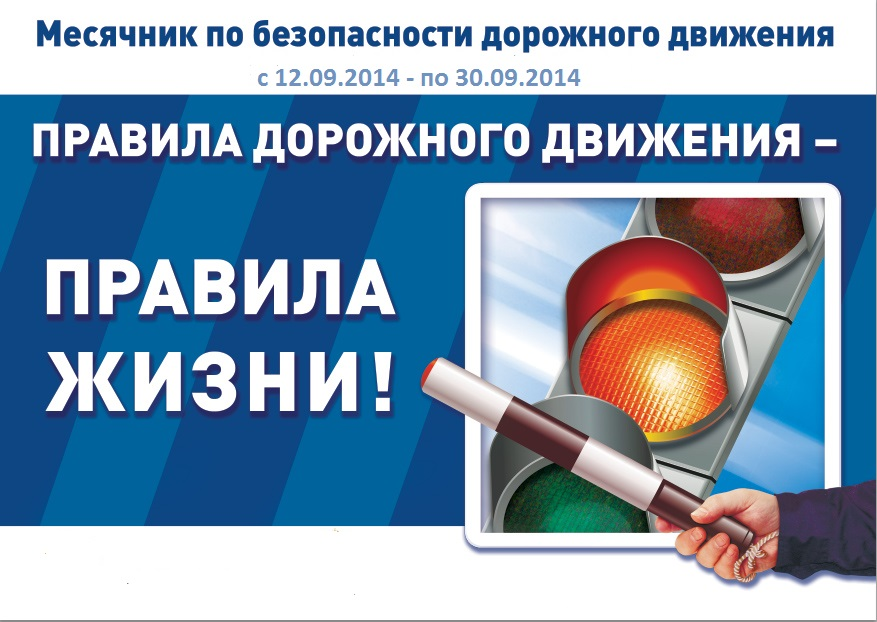 Месячник по безопасности дорожного движения
с 12.09.2014 - по 30.09.2014
ПРАВИЛА ДОРОЖНОГО ДВИЖЕНИЯ –
ПРАВИЛА
ЖИЗНИ!